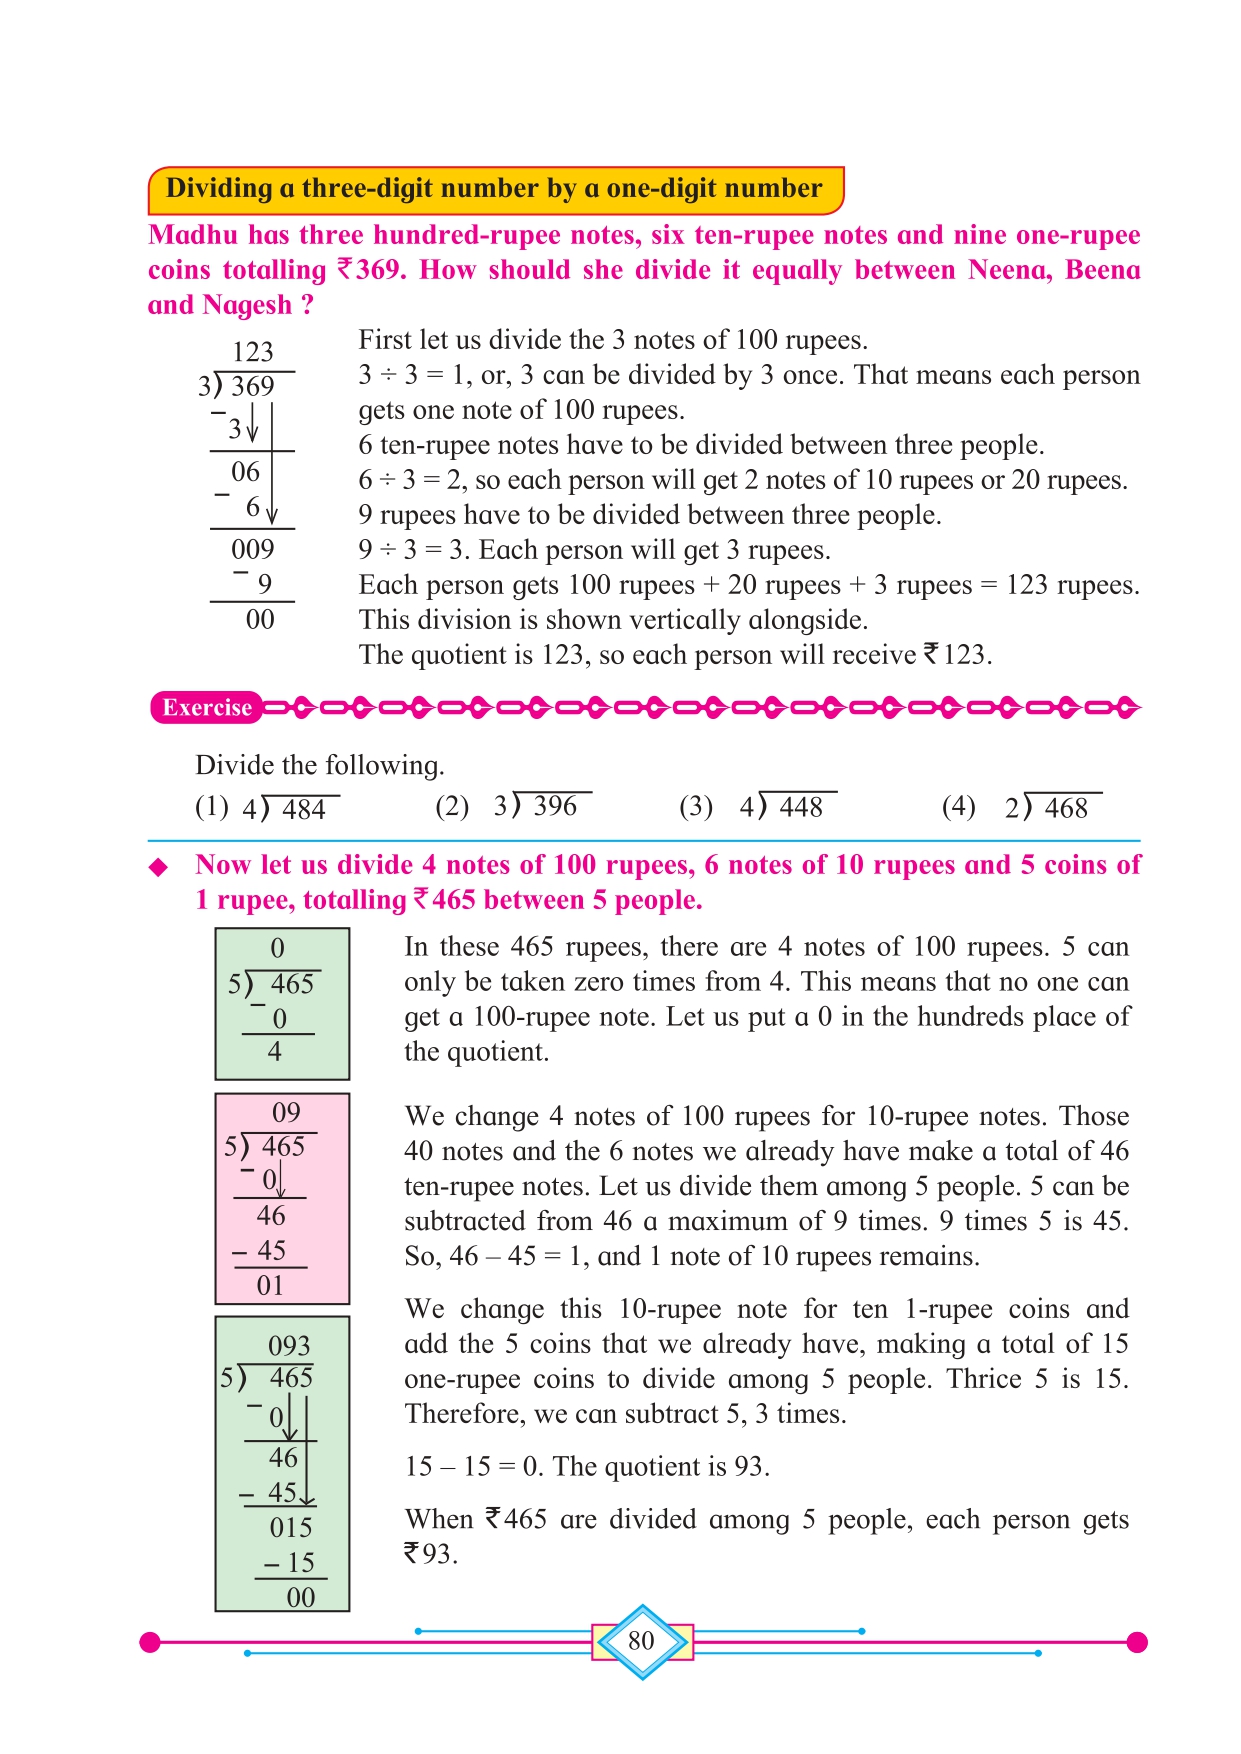 Dividing a three-digit number by a one-digit number
Madhu has three hundred-rupee notes, six ten-rupee notes and nine one-rupee
coins totalling ₹369. How should she divide it equally between Neena, Beena
and Nagesh ?
123
3) 369
– 3
06
– 6
009
– 9
00
First let us divide the 3 notes of 100 rupees.
3 ÷ 3 = 1, or, 3 can be divided by 3 once. That means each person
gets one note of 100 rupees.
6 ten-rupee notes have to be divided between three people.
6 ÷ 3 = 2, so each person will get 2 notes of 10 rupees or 20 rupees.
9 rupees have to be divided between three people.
9 ÷ 3 = 3. Each person will get 3 rupees.
Each person gets 100 rupees + 20 rupees + 3 rupees = 123 rupees.
This division is shown vertically alongside.
The quotient is 123, so each person will receive ₹123.
Exercise
Divide the following.
(1) 4) 484 (2) 3) 396 (3) 4) 448 (4) 2) 468
◆ Now let us divide 4 notes of 100 rupees, 6 notes of 10 rupees and 5 coins of
1 rupee, totalling ₹465 between 5 people.
0
5) 465
– 0
4
In these 465 rupees, there are 4 notes of 100 rupees. 5 can
only be taken zero times from 4. This means that no one can
get a 100-rupee note. Let us put a 0 in the hundreds place of
the quotient.
09
5) 465
– 0
46
– 45
01
We change 4 notes of 100 rupees for 10-rupee notes. Those
40 notes and the 6 notes we already have make a total of 46
ten-rupee notes. Let us divide them among 5 people. 5 can be
subtracted from 46 a maximum of 9 times. 9 times 5 is 45.
So, 46 – 45 = 1, and 1 note of 10 rupees remains.
093
5) 465
– 0
46
– 45
015
– 15
00
We change this 10-rupee note for ten 1-rupee coins and
add the 5 coins that we already have, making a total of 15
one-rupee coins to divide among 5 people. Thrice 5 is 15.
Therefore, we can subtract 5, 3 times.
15 – 15 = 0. The quotient is 93.
When ₹465 are divided among 5 people, each person gets
₹93.
80